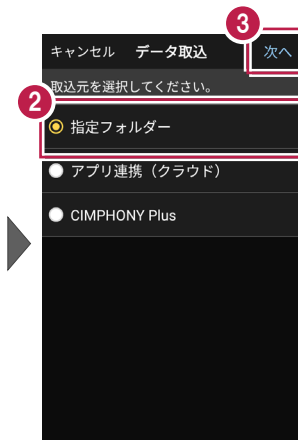 3
キャンセル データ取込 次へ
取込元を選択してください。
2
指定フォルダー
アプリ連携（クラウド）
CIMPHONY Plus